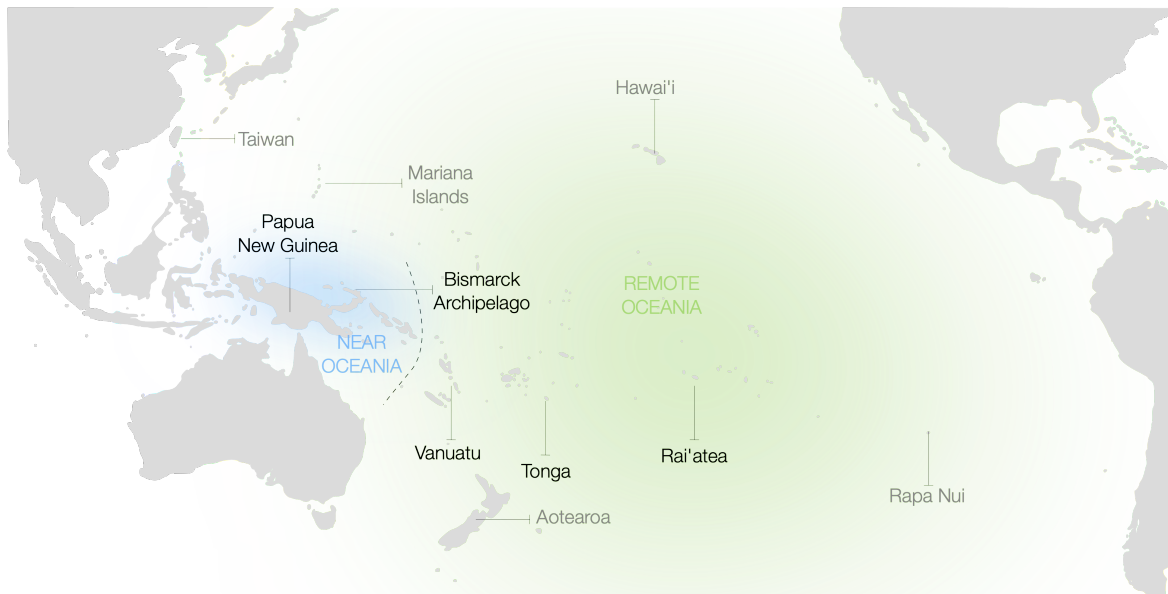 Hawai'i
Taiwan
Mariana
Islands
Papua
New Guinea
Bismarck
Archipelago
REMOTE
OCEANIA
NEAR
OCEANIA
Vanuatu
Tonga
Rai'atea
Rapa Nui
Aotearoa